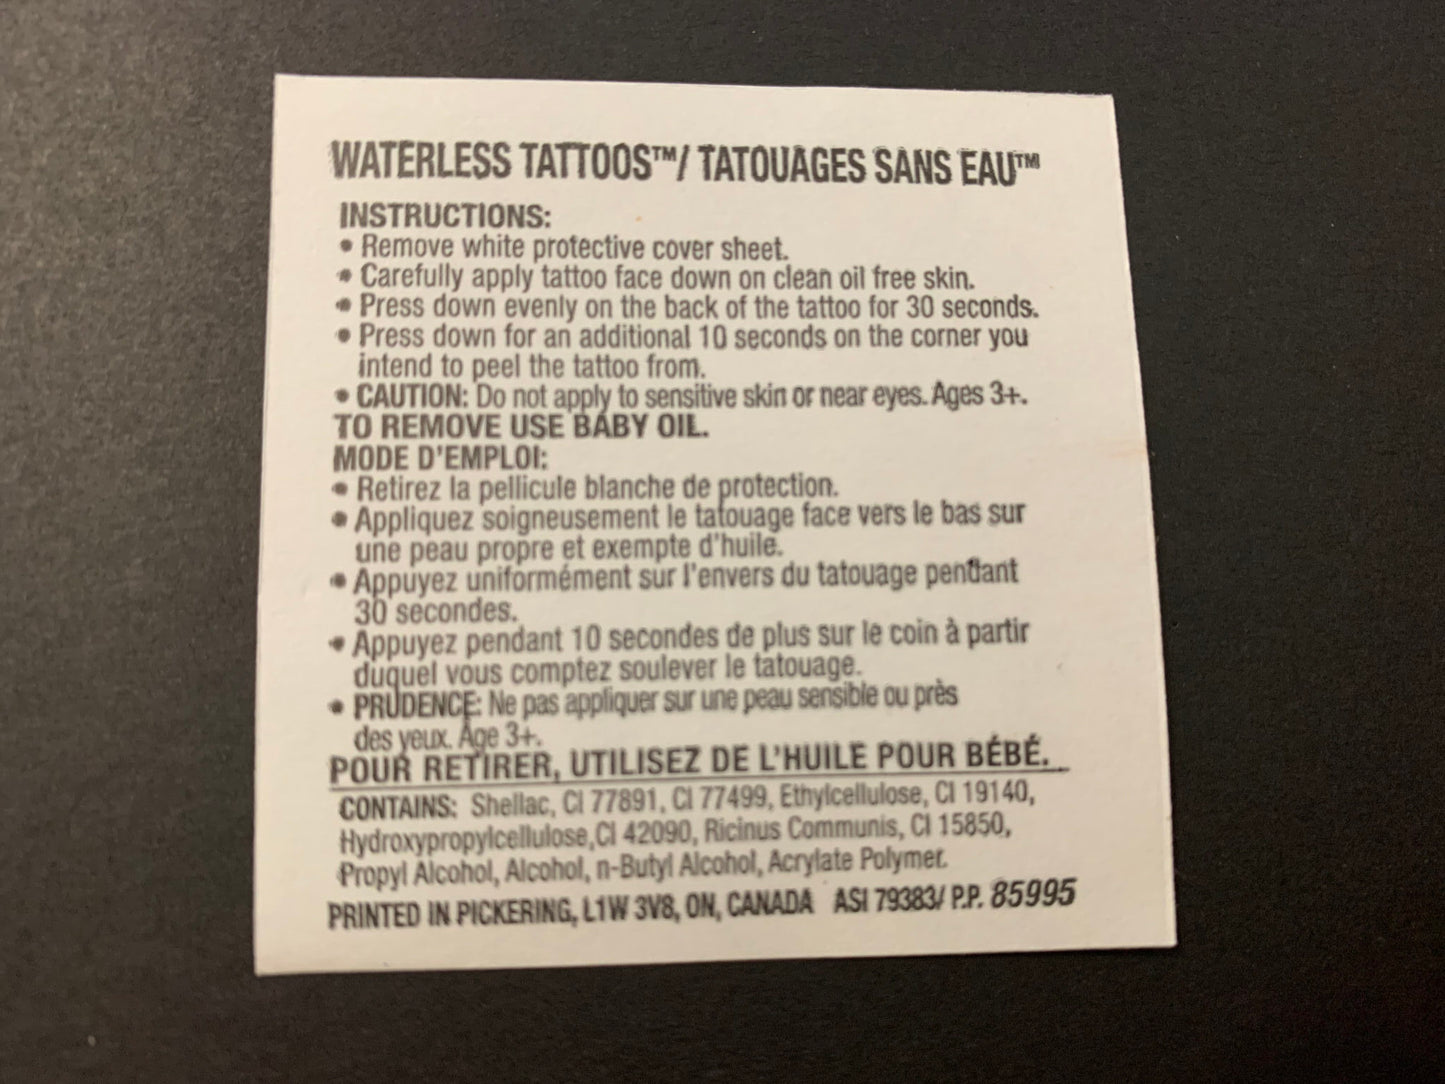 WATERLESS TATTOOS™/ TATOUAGES SANS EAU™
INSTRUCTIONS:
• Remove white protective cover sheet.
• Carefully apply tattoo face down on clean oil free skin.
• Press down evenly on the back of the tattoo for 30 seconds.
• Press down for an additional 10 seconds on the corner you
intend to peel the tattoo from.
• CAUTION: Do not apply to sensitive skin or near eyes. Ages 3+.
TO REMOVE USE BABY OIL.
MODE D'EMPLOI:
• Retirez la pellicule blanche de protection.
• Appliquez soigneusement le tatouage face vers le bas sur
une peau propre et exempte d'huile.
• Appuyez uniformément sur l'envers du tatouage pendant
30 secondes.
• Appuyez pendant 10 secondes de plus sur le coin à partir
duquel vous comptez soulever le tatouage.
• PRUDENCE: Ne pas appliquer sur une peau sensible ou près
des yeux. Âge 3+.
POUR RETIRER, UTILISEZ DE L'HUILE POUR BÉBÉ.
CONTAINS: Shellac, CI 77891, CI 77499, Ethylcellulose, CI 19140,
Hydroxypropylcellulose,CI 42090, Ricinus Communis, CI 15850,
Propyl Alcohol, Alcohol, n-Butyl Alcohol, Acrylate Polymer.
PRINTED IN PICKERING, L1W 3V8, ON, CANADA ASI 79383/ P.P. 85995